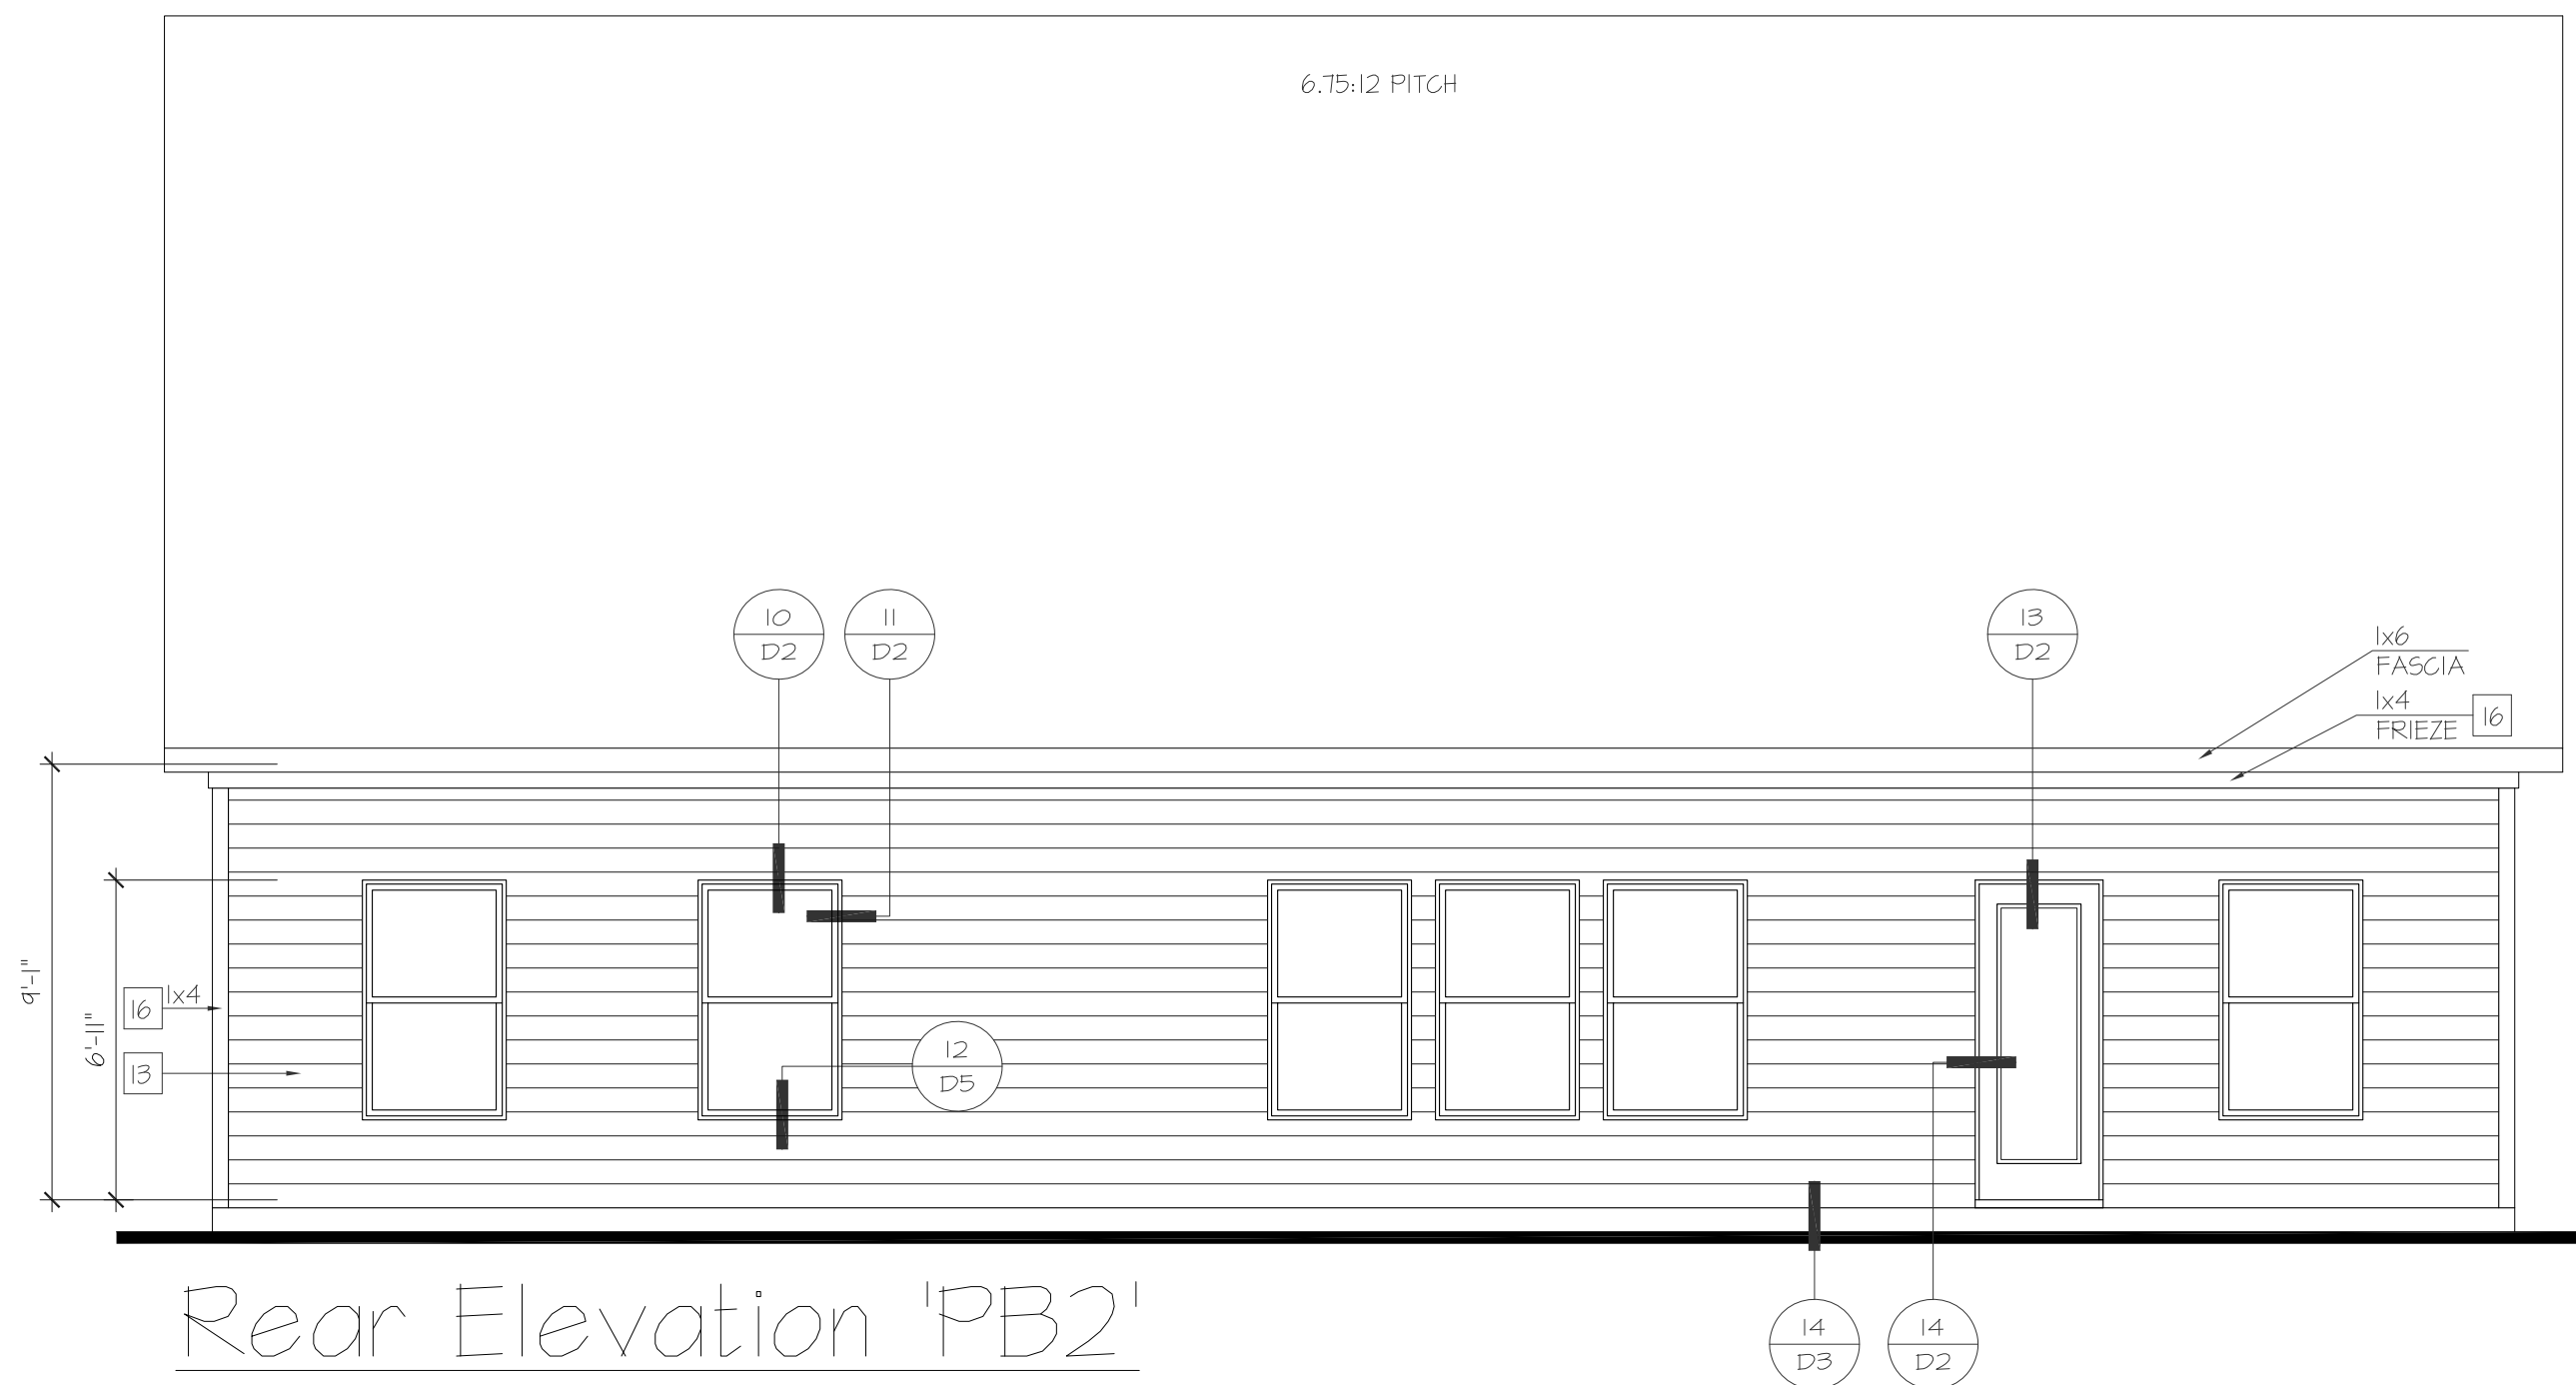 6.75:12 PITCH
10
D2
11
D2
13
D2
1x6
FASCIA
1x4
FRIEZE
16
9'-1"
6'-11"
16
1x4
13
12
D5
14
D3
14
D2
Rear Elevation 'PB2'